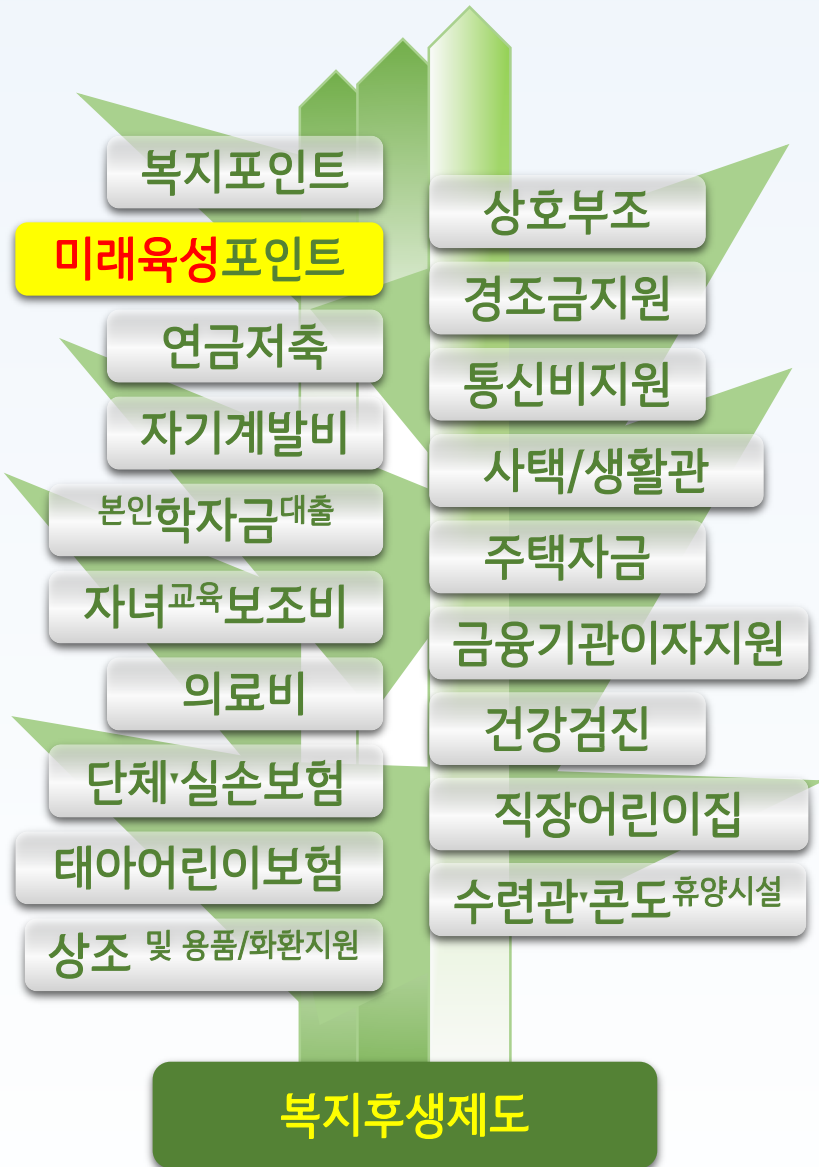 복지포인트
미래육성포인트
연금저축
자기계발비
본인학자금대출
자녀교육보조비
의료비
단체▾실손보험
태아어린이보험
상조 및 용품/화환지원
상호부조
경조금지원
통신비지원
사택/생활관
주택자금
금융기관이자지원
건강검진
직장어린이집
수련관▾콘도휴양시설
복지후생제도